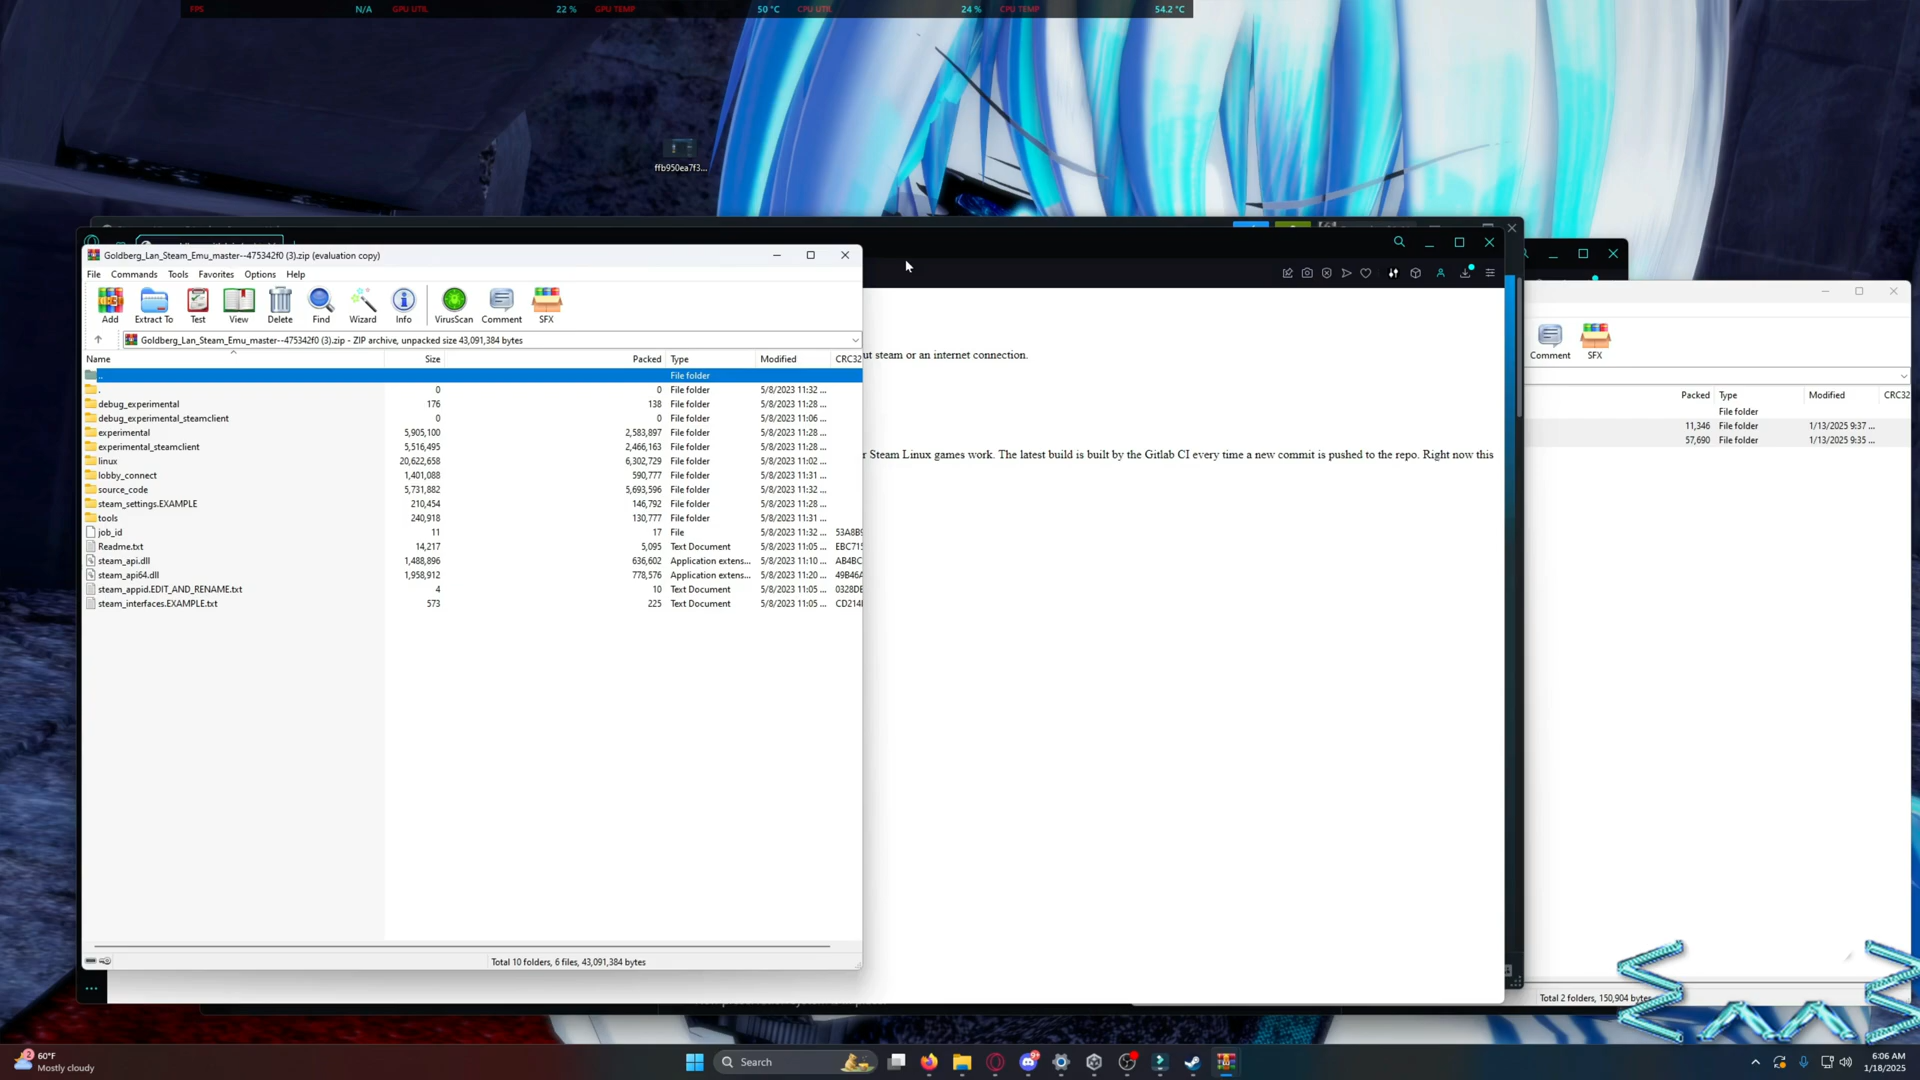 FPS N/A GPU UTIL 22 % GPU TEMP 50 °C CPU UTIL 24 % CPU TEMP 54.2 °C
ffb950ea7f3...
Goldberg_Lan_Steam_Emu_master--475342f0 (3).zip (evaluation copy)
File Commands Tools Favorites Options Help
Add Extract To Test View Delete Find Wizard Info VirusScan Comment SFX
Goldberg_Lan_Steam_Emu_master--475342f0 (3).zip - ZIP archive, unpacked size 43,091,384 bytes
Name Size Packed Type Modified CRC32
.. File folder
. 0 0 File folder 5/8/2023 11:32 ...
debug_experimental 176 138 File folder 5/8/2023 11:28 ...
debug_experimental_steamclient 0 0 File folder 5/8/2023 11:06 ...
experimental 5,905,100 2,583,897 File folder 5/8/2023 11:28 ...
experimental_steamclient 5,516,495 2,466,163 File folder 5/8/2023 11:28 ...
linux 20,622,658 6,302,729 File folder 5/8/2023 11:02 ...
lobby_connect 1,401,088 590,777 File folder 5/8/2023 11:31 ...
source_code 5,731,882 5,693,596 File folder 5/8/2023 11:32 ...
steam_settings.EXAMPLE 210,454 146,792 File folder 5/8/2023 11:28 ...
tools 240,918 130,777 File folder 5/8/2023 11:31 ...
job_id 11 17 File 5/8/2023 11:32 ... 53A8B9
Readme.txt 14,217 5,095 Text Document 5/8/2023 11:05 ... EBC715
steam_api.dll 1,488,896 636,602 Application extens... 5/8/2023 11:10 ... AB4BC
steam_api64.dll 1,958,912 778,576 Application extens... 5/8/2023 11:20 ... 49B46A
steam_appid.EDIT_AND_RENAME.txt 4 10 Text Document 5/8/2023 11:05 ... 0328DE
steam_interfaces.EXAMPLE.txt 573 225 Text Document 5/8/2023 11:05 ... CD214
Total 10 folders, 6 files, 43,091,384 bytes
ut steam or an internet connection.
r Steam Linux games work. The latest build is built by the Gitlab CI every time a new commit is pushed to the repo. Right now this
Comment SFX
Packed Type Modified CRC32
File folder
11,346 File folder 1/13/2025 9:37 ...
57,690 File folder 1/13/2025 9:35 ...
Total 2 folders, 150,904 bytes
2
60°F
Mostly cloudy
Search
6:06 AM
1/18/2025